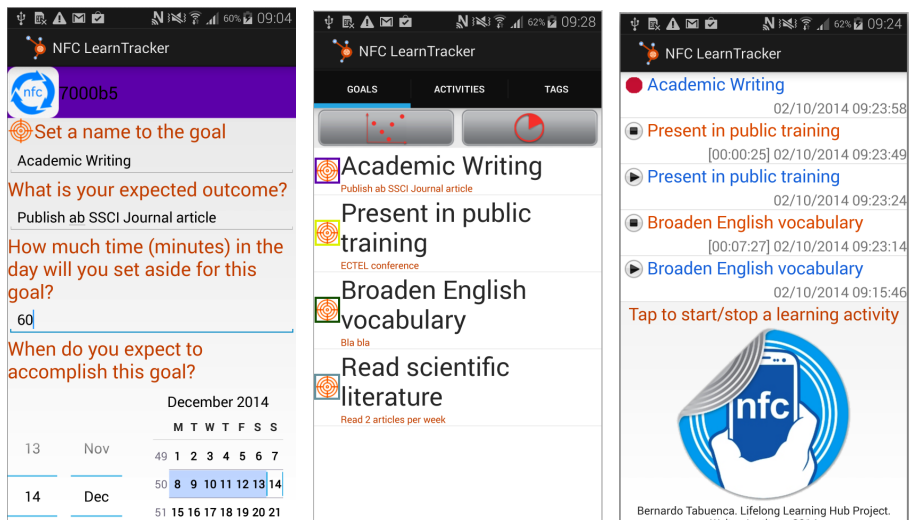 60% 09:04
NFC LearnTracker
nfc
7000b5
Set a name to the goal
Academic Writing
What is your expected outcome?
Publish ab SSCI Journal article
How much time (minutes) in the
day will you set aside for this
goal?
60
When do you expect to
accomplish this goal?
December 2014
M T W T F S S
13 Nov
49 1 2 3 4 5 6 7
14 Dec
50 8 9 10 11 12 13 14
51 15 16 17 18 19 20 21
62% 09:28
NFC LearnTracker
GOALS ACTIVITIES TAGS
Academic Writing
Publish ab SSCI Journal article
Present in public
training
ECTEL conference
Broaden English
vocabulary
Bla bla
Read scientific
literature
Read 2 articles per week
62% 09:24
NFC LearnTracker
Academic Writing
02/10/2014 09:23:58
Present in public training
[00:00:25] 02/10/2014 09:23:49
Present in public training
02/10/2014 09:23:24
Broaden English vocabulary
[00:07:27] 02/10/2014 09:23:14
Broaden English vocabulary
02/10/2014 09:15:46
Tap to start/stop a learning activity
nfc
Bernardo Tabuenca. Lifelong Learning Hub Project.